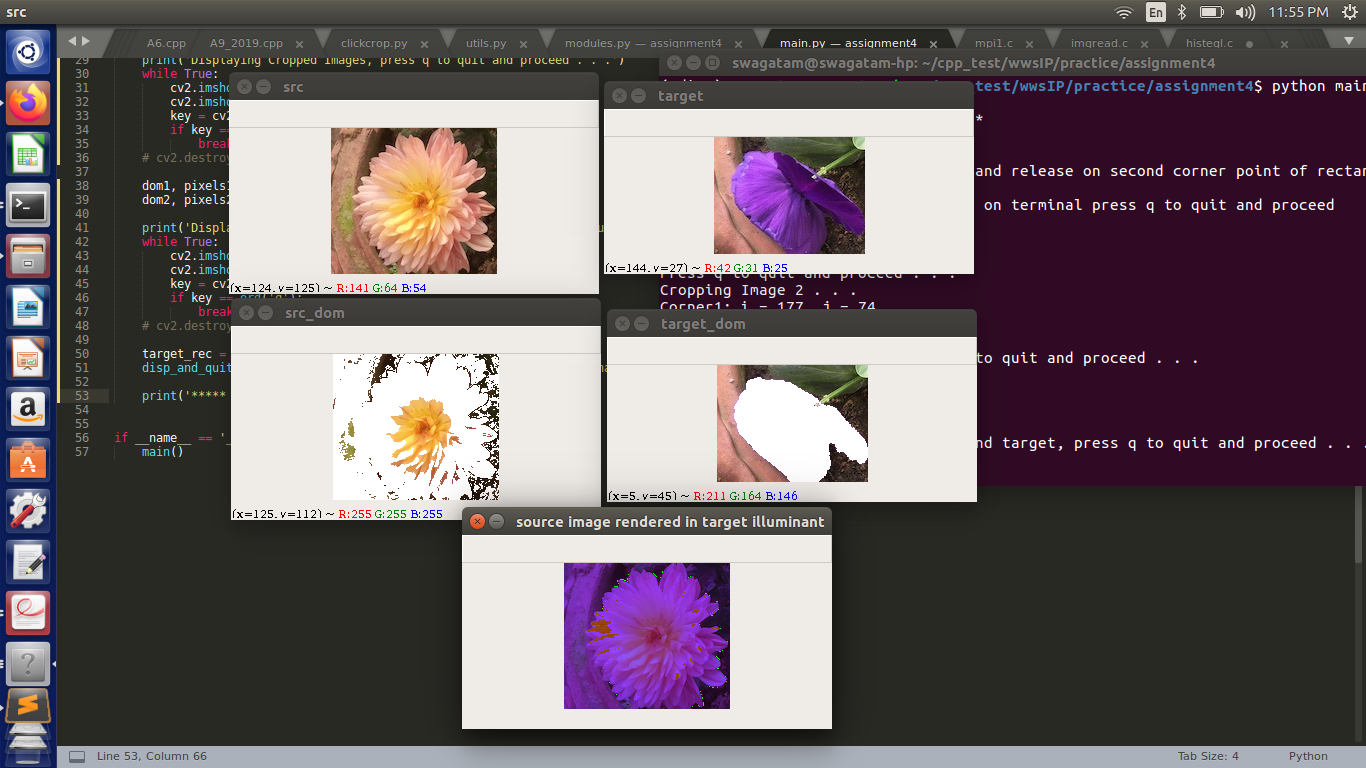 src
En
11:55 PM
A6.cpp
A9_2019.cpp
clickcrop.py
utils.py
modules.py — assignment4
main.py — assignment4
mpi1.c
imgread.c
histeql.c
29 print('Displaying Cropped Images, press q to quit and proceed . . .')
30 while True:
31 cv2.imsho
32 cv2.imsho
33 key = cv2
34 if key ==
35 break
36 # cv2.destroy
37
38 dom1, pixels1
39 dom2, pixels2
40
41 print('Displa
42 while True:
43 cv2.imsho
44 cv2.imsho
45 key = cv2
46 if key == ord('q'):
47 break
48 # cv2.destroy
49
50 target_rec =
51 disp_and_quit
52
53 print('*****
54
55
56 if __name__ == '_
57 main()
swagatam@swagatam-hp: ~/cpp_test/wwsIP/practice/assignment4
test/wwsIP/practice/assignment4$ python main
*
and release on second corner point of rectan
on terminal press q to quit and proceed
Press q to quit and proceed . . .
Cropping Image 2 . . .
Corner1: i = 177, j = 74
to quit and proceed . . .
nd target, press q to quit and proceed . . .
src
(x=124, y=125) ~ R:141 G:64 B:54
target
(x=144, y=27) ~ R:42 G:31 B:25
src_dom
(x=125, y=112) ~ R:255 G:255 B:255
target_dom
(x=5, y=45) ~ R:211 G:164 B:146
source image rendered in target illuminant
Line 53, Column 66
Tab Size: 4
Python